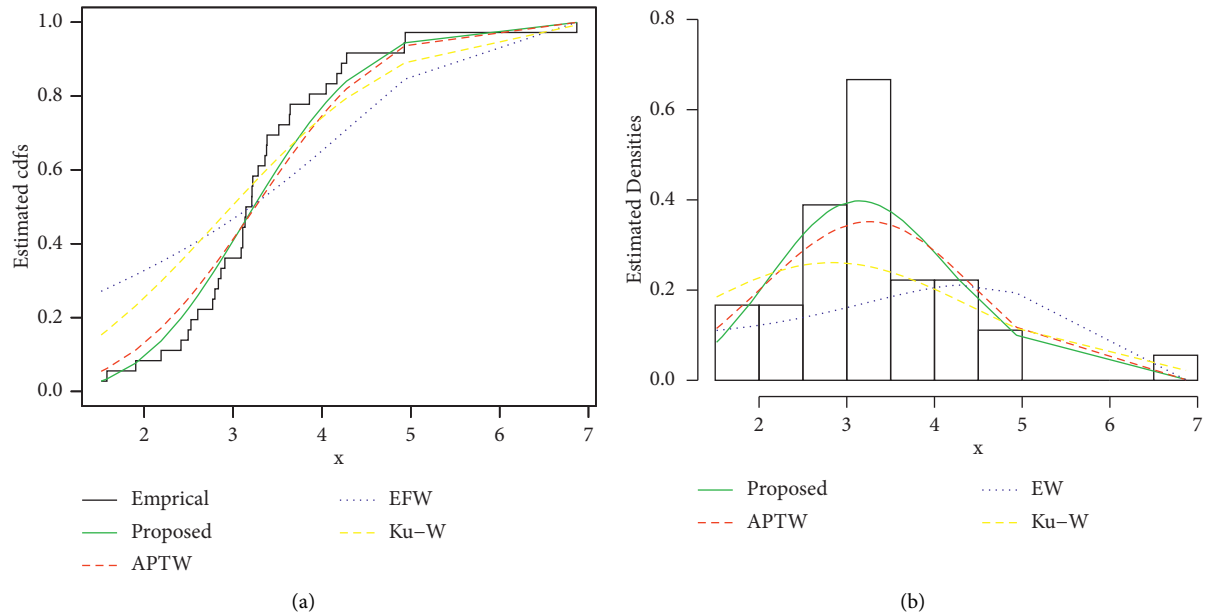 Estimated cdfs
1.0
0.8
0.6
0.4
0.2
0.0
2 3 4 5 6 7
x
Emprical
Proposed
APTW
EFW
Ku−W
(a)
Estimated Densities
0.8
0.6
0.4
0.2
0.0
2 3 4 5 6 7
x
Proposed
APTW
EW
Ku−W
(b)